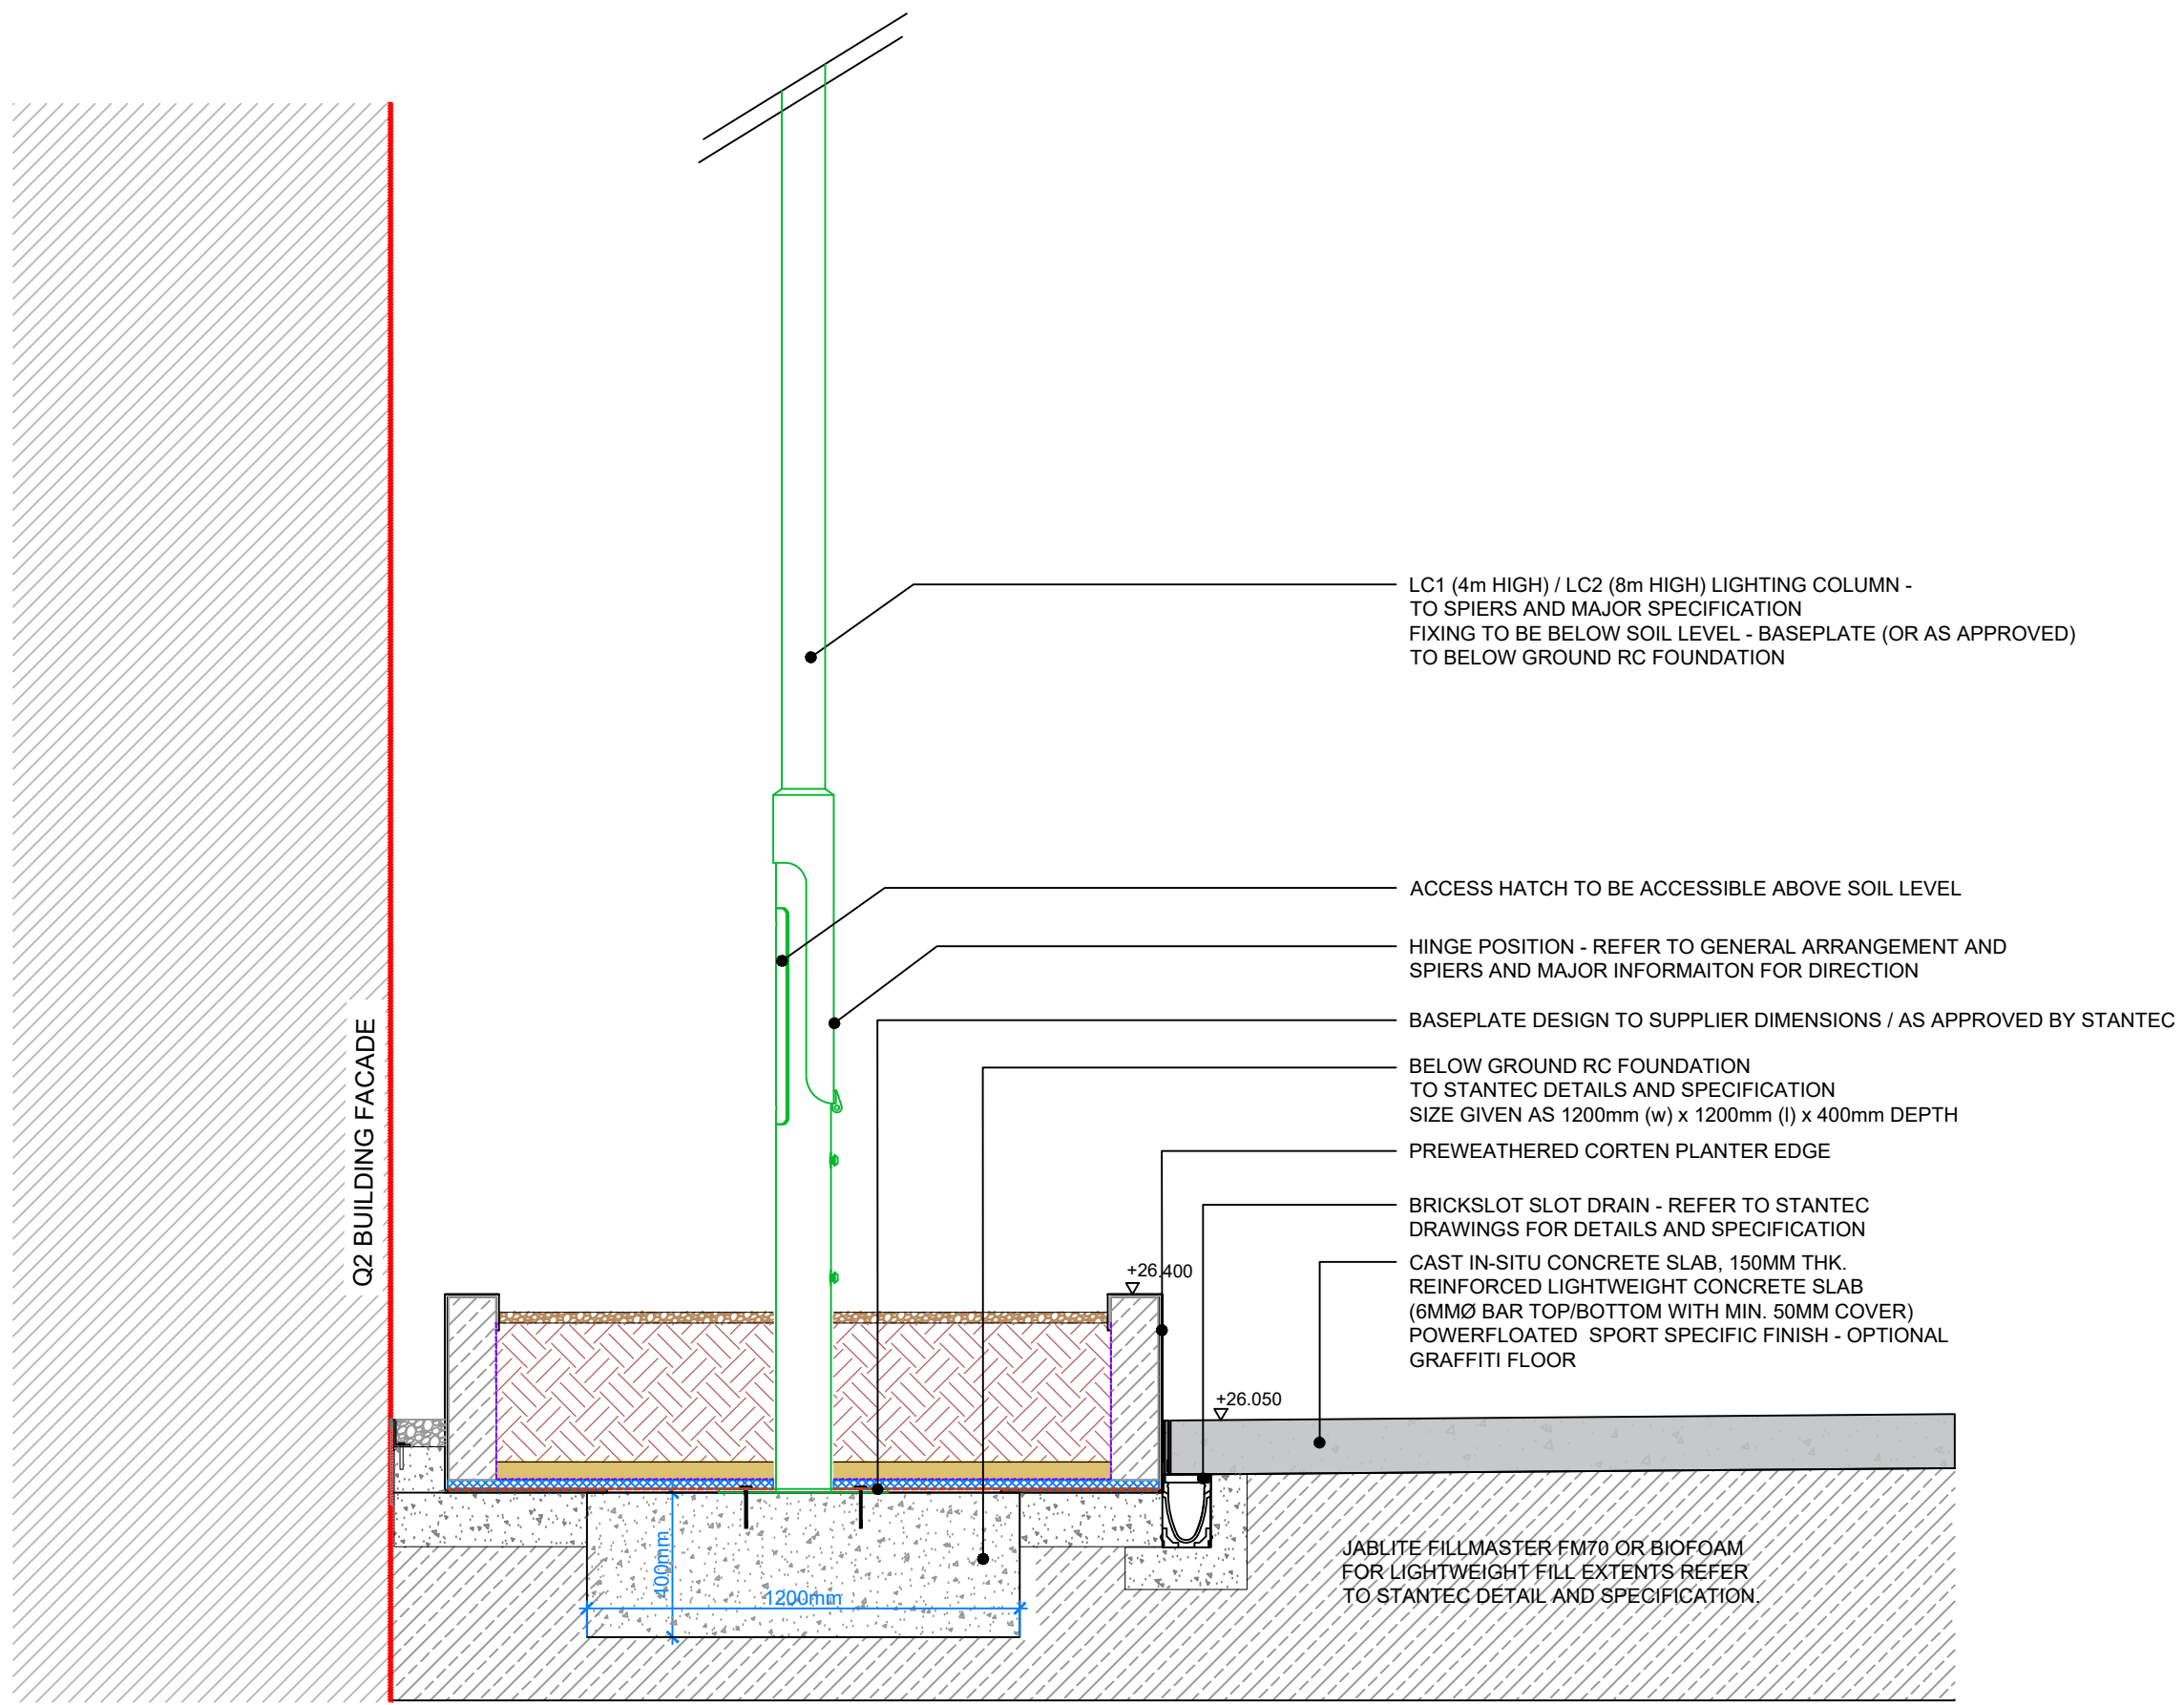 LC1 (4m HIGH) / LC2 (8m HIGH) LIGHTING COLUMN -
TO SPIERS AND MAJOR SPECIFICATION
FIXING TO BE BELOW SOIL LEVEL - BASEPLATE (OR AS APPROVED)
TO BELOW GROUND RC FOUNDATION
ACCESS HATCH TO BE ACCESSIBLE ABOVE SOIL LEVEL
HINGE POSITION - REFER TO GENERAL ARRANGEMENT AND
SPIERS AND MAJOR INFORMAITON FOR DIRECTION
BASEPLATE DESIGN TO SUPPLIER DIMENSIONS / AS APPROVED BY STANTEC
BELOW GROUND RC FOUNDATION
TO STANTEC DETAILS AND SPECIFICATION
SIZE GIVEN AS 1200mm (w) x 1200mm (l) x 400mm DEPTH
PREWEATHERED CORTEN PLANTER EDGE
BRICKSLOT SLOT DRAIN - REFER TO STANTEC
DRAWINGS FOR DETAILS AND SPECIFICATION
CAST IN-SITU CONCRETE SLAB, 150MM THK.
REINFORCED LIGHTWEIGHT CONCRETE SLAB
(6MMØ BAR TOP/BOTTOM WITH MIN. 50MM COVER)
POWERFLOATED SPORT SPECIFIC FINISH - OPTIONAL
GRAFFITI FLOOR
Q2 BUILDING FACADE
+26.400
+26.050
400mm
1200mm
JABLITE FILLMASTER FM70 OR BIOFOAM
FOR LIGHTWEIGHT FILL EXTENTS REFER
TO STANTEC DETAIL AND SPECIFICATION.